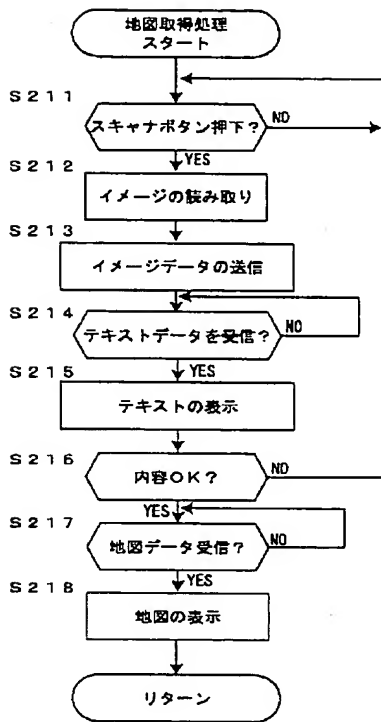 地図取得処理
スタート
S211
スキャナボタン押下?
NO
YES
S212
イメージの読み取り
S213
イメージデータの送信
S214
テキストデータを受信?
NO
S215
YES
テキストの表示
S216
内容OK?
NO
YES
S217
地図データ受信?
NO
YES
S218
地図の表示
リターン